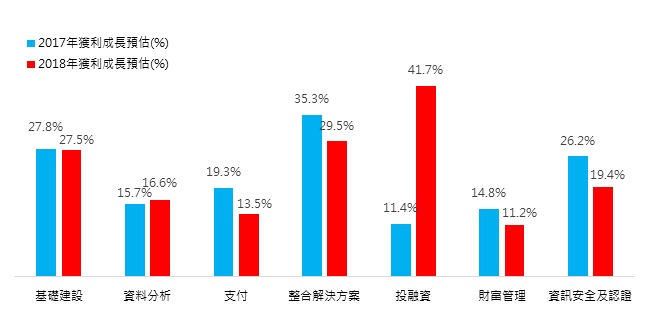 2017年獲利成長預估(%)
2018年獲利成長預估(%)
27.8%
27.5%
15.7%
16.6%
19.3%
13.5%
35.3%
29.5%
11.4%
41.7%
14.8%
11.2%
26.2%
19.4%
基礎建設
資料分析
支付
整合解決方案
投融資
財富管理
資訊安全及認證